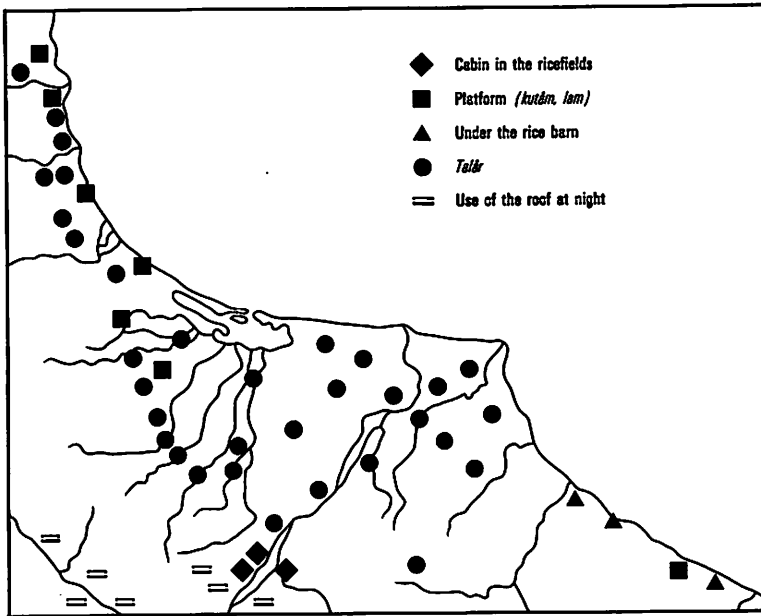 Cabin in the ricefields
Platform (kutâm, lam)
Under the rice barn
Talâr
Use of the roof at night